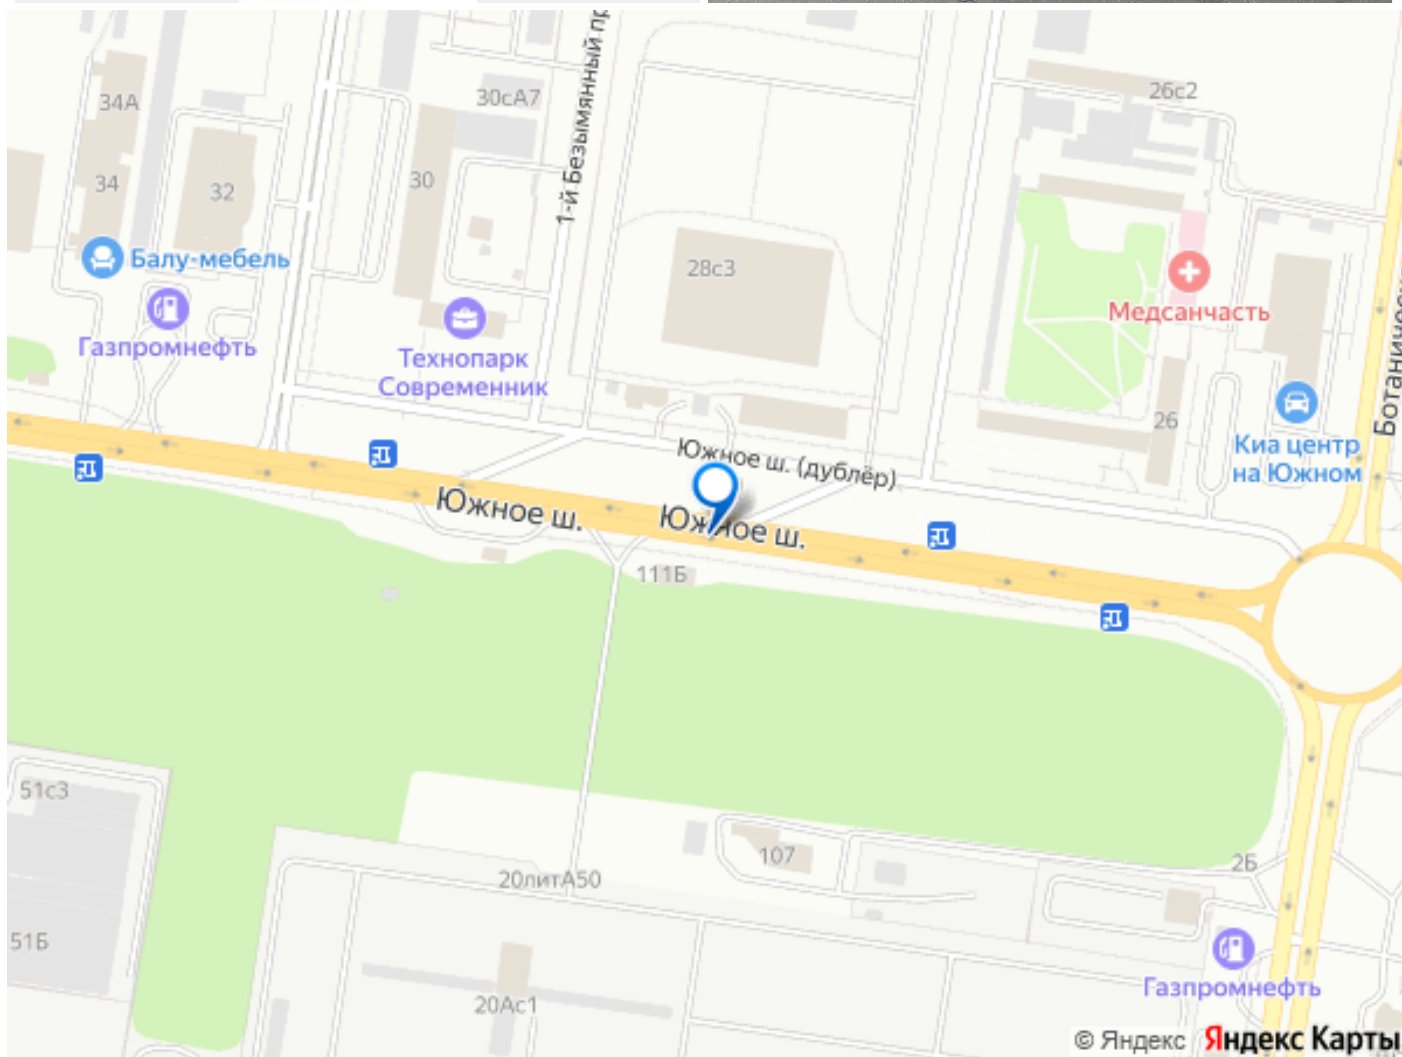 34А
30сА7
1-й Безымянный пр
26с2
34
32
30
Балу-мебель
28с3
Медсанчасть
Газпромнефть
Технопарк
Современник
Ботаническ
26
Киа центр
на Южном
Южное ш. (дублёр)
Южное ш.
Южное ш.
111Б
51с3
107
2Б
20литА50
51Б
20Ас1
Газпромнефть
© Яндекс Яндекс Карты